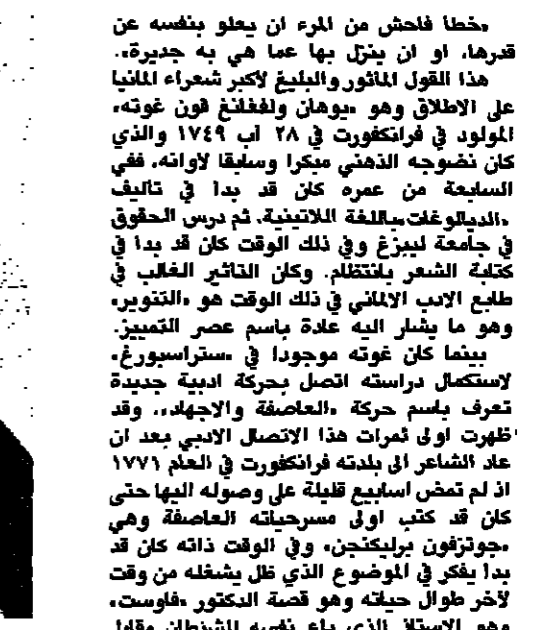 «خطأ فاحش من المرء ان يعلو بنفسه عن
قدرها، او ان ينزل بها عما هي به جديرة».
هذا القول المأثور والبليغ لأكبر شعراء المانيا
على الاطلاق وهو «يوهان ولفغانغ فون غوته»
المولود في فرانكفورت في ٢٨ آب ١٧٤٩ والذي
كان نضوجه الذهني مبكرا وسابقا لاوانه، ففي
السابعة من عمره كان قد بدأ في تأليف
«الديالوغات» باللغة اللاتينية. ثم درس الحقوق
في جامعة ليبزغ وفي ذلك الوقت كان قد بدأ في
كتابة الشعر بانتظام. وكان التأثير الغالب في
طابع الادب الالماني في ذلك الوقت هو «التنوير»
وهو ما يشار اليه عادة باسم عصر التمييز.
بينما كان غوته موجودا في «ستراسبورغ»
لاستكمال دراسته اتصل بحركة ادبية جديدة
تعرف باسم حركة «العاصفة والاجهاد».. وقد
ظهرت اولى ثمرات هذا الاتصال الادبي بعد ان
عاد الشاعر الى بلدته فرانكفورت في العام ١٧٧١
اذ لم تمض اسابيع قليلة على وصوله اليها حتى
كان قد كتب اولى مسرحياته العاصفة وهي
«جوتزفون برليكنجن» وفي الوقت ذاته كان قد
بدأ يفكر في الموضوع الذي ظل يشغله من وقت
لآخر طوال حياته وهو قصة الدكتور «فاوست»
وهو الاستاذ الذي باع نفسه للشيطان مقابل